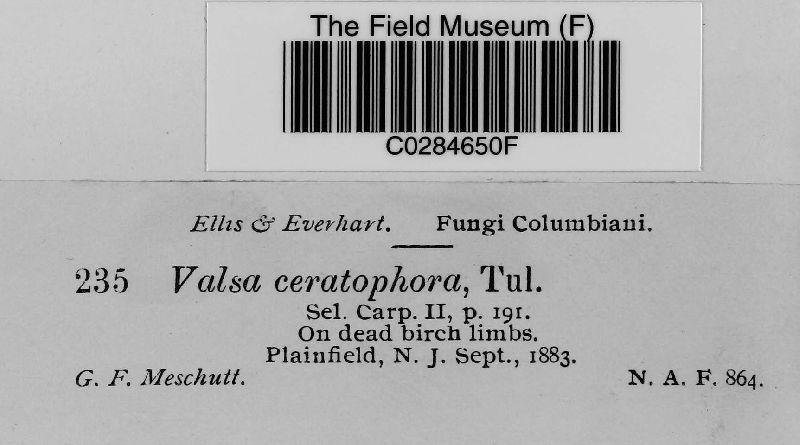 The Field Museum (F)
C0284650F
Ellis & Everhart. Fungi Columbiani.
235 Valsa ceratophora, Tul.
Sel. Carp. II, p. 191.
On dead birch limbs.
Plainfield, N. J. Sept., 1883.
G. F. Meschutt. N. A. F. 864.